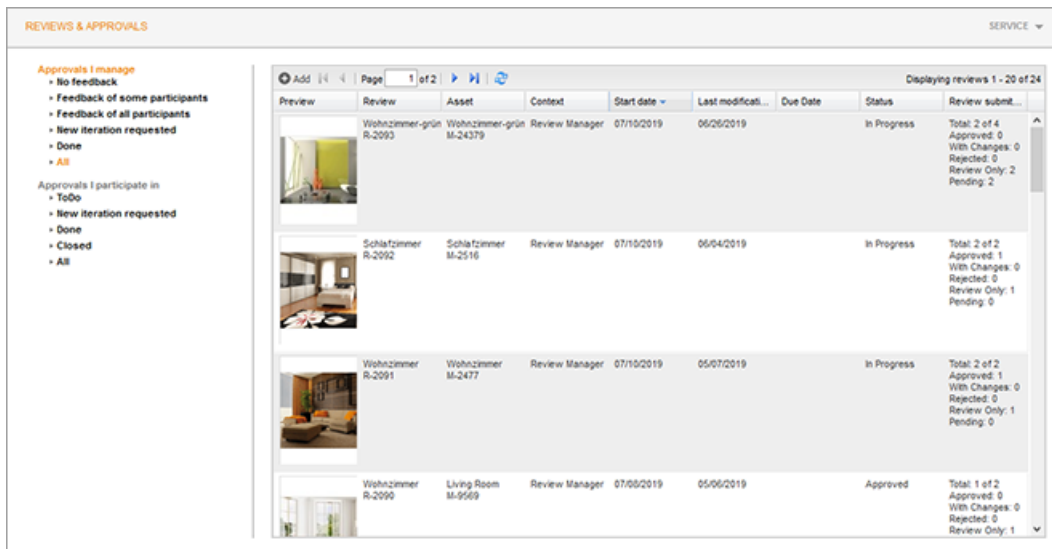 REVIEWS & APPROVALS
SERVICE
Approvals I manage
No feedback
Feedback of some participants
Feedback of all participants
New iteration requested
Done
All
Approvals I participate in
ToDo
New iteration requested
Done
Closed
All
Add Page 1 of 2 Displaying reviews 1 - 20 of 24
Preview Review Asset Context Start date Last modificati... Due Date Status Review submit...
Wohnzimmer-grün Wohnzimmer-grün Review Manager 07/10/2019 06/26/2019 In Progress Total: 2 of 4
R-2093 M-24379 Approved: 0
With Changes: 0
Rejected: 0
Review Only: 2
Pending: 2
Schlafzimmer Schlafzimmer Review Manager 07/10/2019 06/04/2019 In Progress Total: 2 of 2
R-2092 M-2516 Approved: 1
With Changes: 0
Rejected: 0
Review Only: 1
Pending: 0
Wohnzimmer Wohnzimmer Review Manager 07/10/2019 05/07/2019 In Progress Total: 2 of 2
R-2091 M-2477 Approved: 1
With Changes: 0
Rejected: 0
Review Only: 1
Pending: 0
Wohnzimmer Living Room Review Manager 07/08/2019 05/06/2019 Approved Total: 1 of 2
R-2090 M-9569 Approved: 0
With Changes: 0
Rejected: 0
Review Only: 1